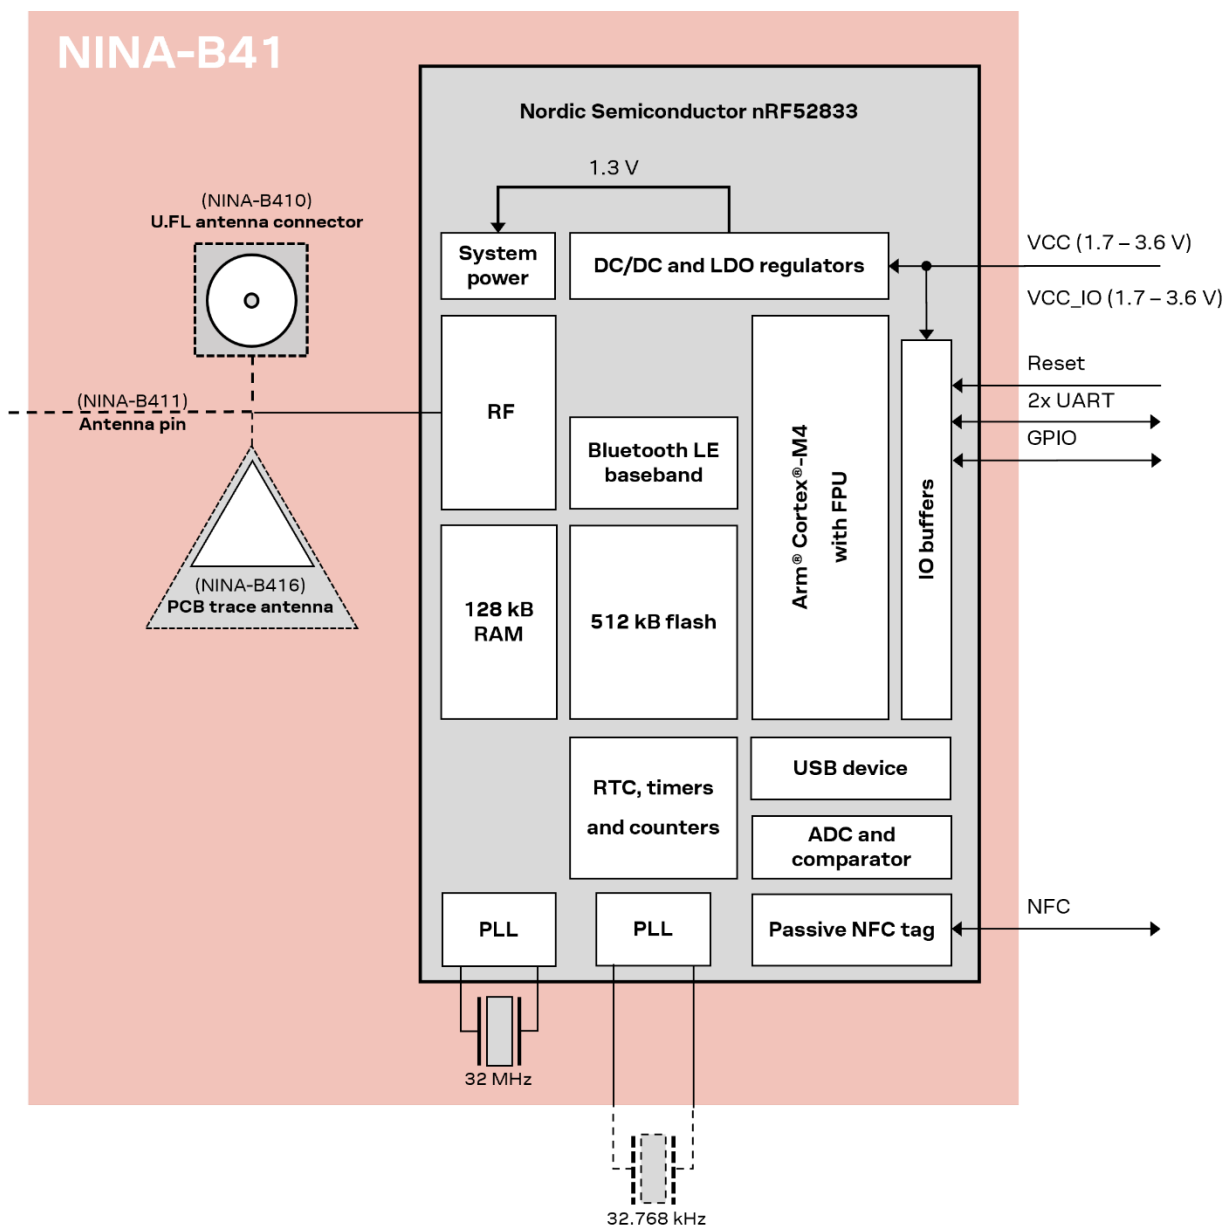 NINA-B41
Nordic Semiconductor nRF52833
1.3 V
(NINA-B410)
U.FL antenna connector
System
power
DC/DC and LDO regulators
VCC (1.7 – 3.6 V)
VCC_IO (1.7 – 3.6 V)
Reset
2x UART
GPIO
(NINA-B411)
Antenna pin
RF
Bluetooth LE
baseband
Arm® Cortex®-M4
with FPU
IO buffers
(NINA-B416)
PCB trace antenna
128 kB
RAM
512 kB flash
RTC, timers
and counters
USB device
ADC and
comparator
PLL
PLL
Passive NFC tag
NFC
32 MHz
32.768 kHz